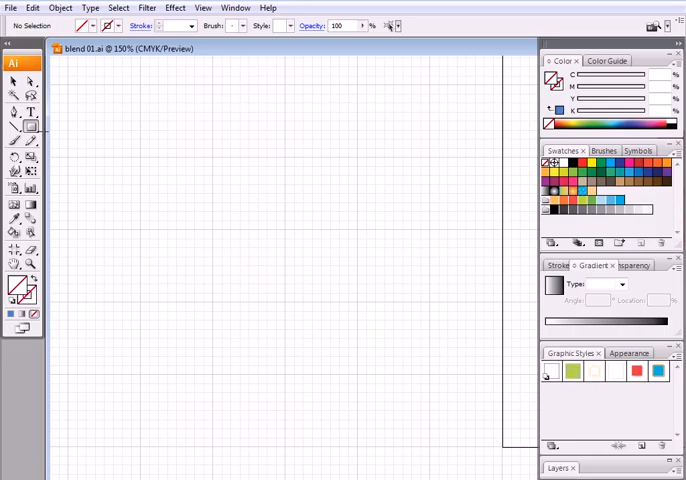 File Edit Object Type Select Filter Effect View Window Help
No Selection Stroke: Brush: Style: Opacity: 100 %
blend 01.ai @ 150% (CMYK/Preview)
Ai
T
Color × Color Guide
C %
M %
Y %
K %
Swatches × Brushes Symbols
Stroke Gradient × nsparency
Type:
Angle: ° Location: %
Graphic Styles × Appearance
Layers ×